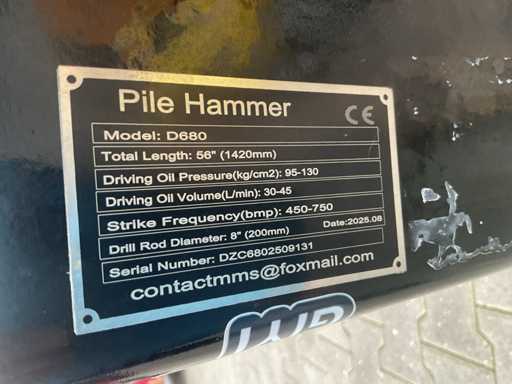 Pile Hammer
CE
Model: D680
Total Length: 56" (1420mm)
Driving Oil Pressure(kg/cm2): 95-130
Driving Oil Volume(L/min): 30-45
Strike Frequency(bmp): 450-750
Drill Rod Diameter: 8" (200mm) Date:2025.08
Serial Number: DZC6802509131
contactmms@foxmail.com